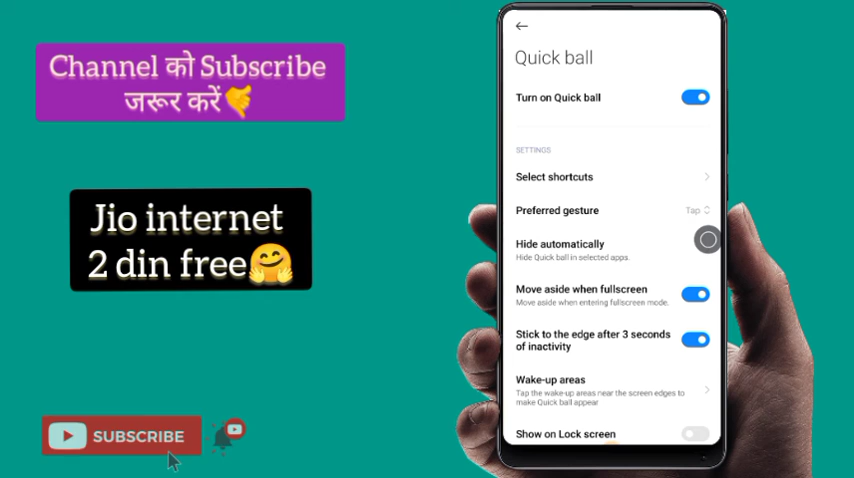 Channel को Subscribe
जरूर करें🤙
Jio internet
2 din free🤗
SUBSCRIBE
Quick ball
Turn on Quick ball
SETTINGS
Select shortcuts
Preferred gesture
Tap
Hide automatically
Hide Quick ball in selected apps.
Move aside when fullscreen
Move aside when entering fullscreen mode.
Stick to the edge after 3 seconds
of inactivity
Wake-up areas
Tap the wake-up areas near the screen edges to
make Quick ball appear
Show on Lock screen